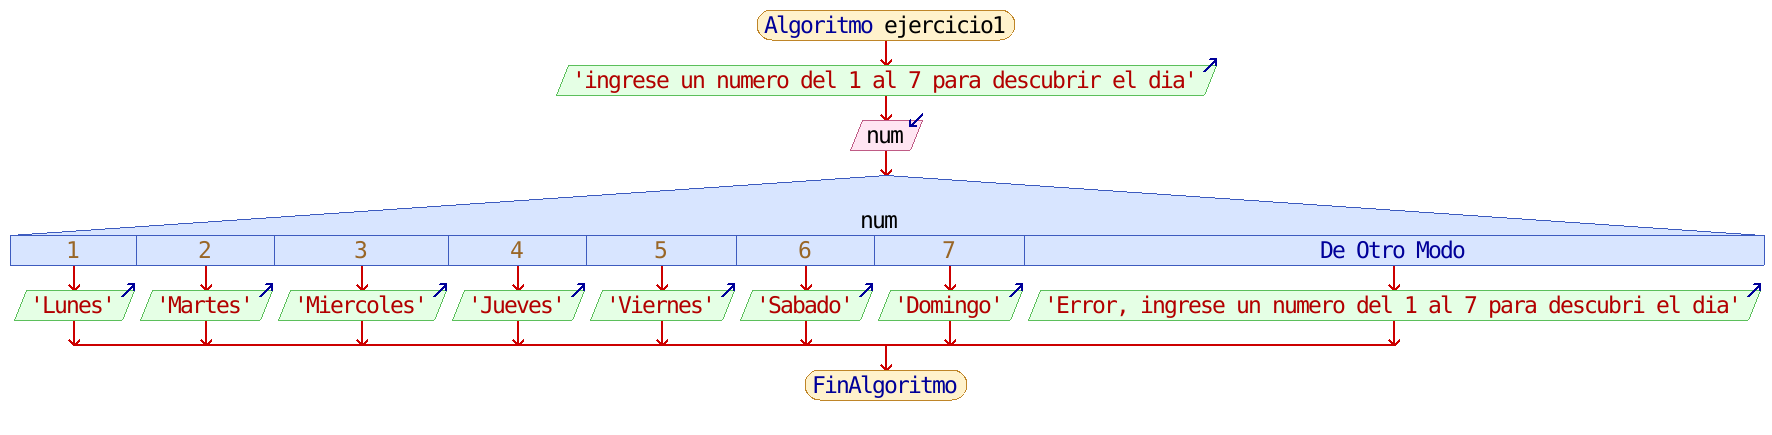 Algoritmo ejercicio1
'ingrese un numero del 1 al 7 para descubrir el dia'
num
num
1 2 3 4 5 6 7 De Otro Modo
'Lunes' 'Martes' 'Miercoles' 'Jueves' 'Viernes' 'Sabado' 'Domingo' 'Error, ingrese un numero del 1 al 7 para descubri el dia'
FinAlgoritmo